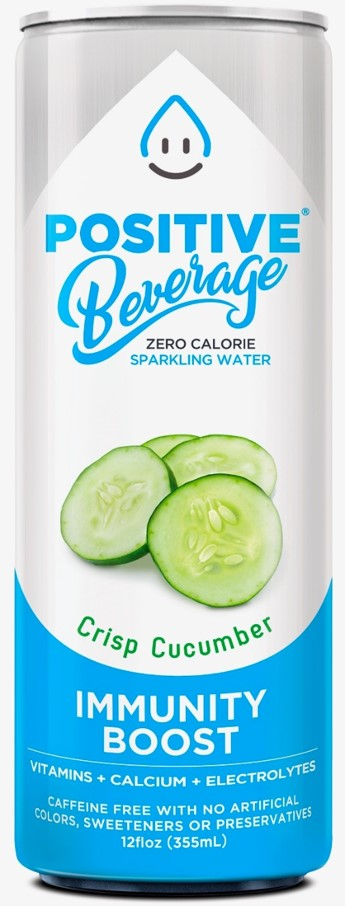 POSITIVE®
Beverage
ZERO CALORIE
SPARKLING WATER
Crisp Cucumber
IMMUNITY
BOOST
VITAMINS + CALCIUM + ELECTROLYTES
CAFFEINE FREE WITH NO ARTIFICIAL
COLORS, SWEETENERS OR PRESERVATIVES
12floz (355mL)